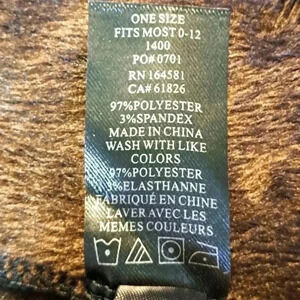 ONE SIZE
FITS MOST 0-12
1400
PO# 0701
RN 164581
CA# 61826
97%POLYESTER
3%SPANDEX
MADE IN CHINA
WASH WITH LIKE
COLORS
97%POLYESTER
3%ELASTHANNE
FABRIQUÉ EN CHINE
LAVER AVEC LES
MEMES COULEURS